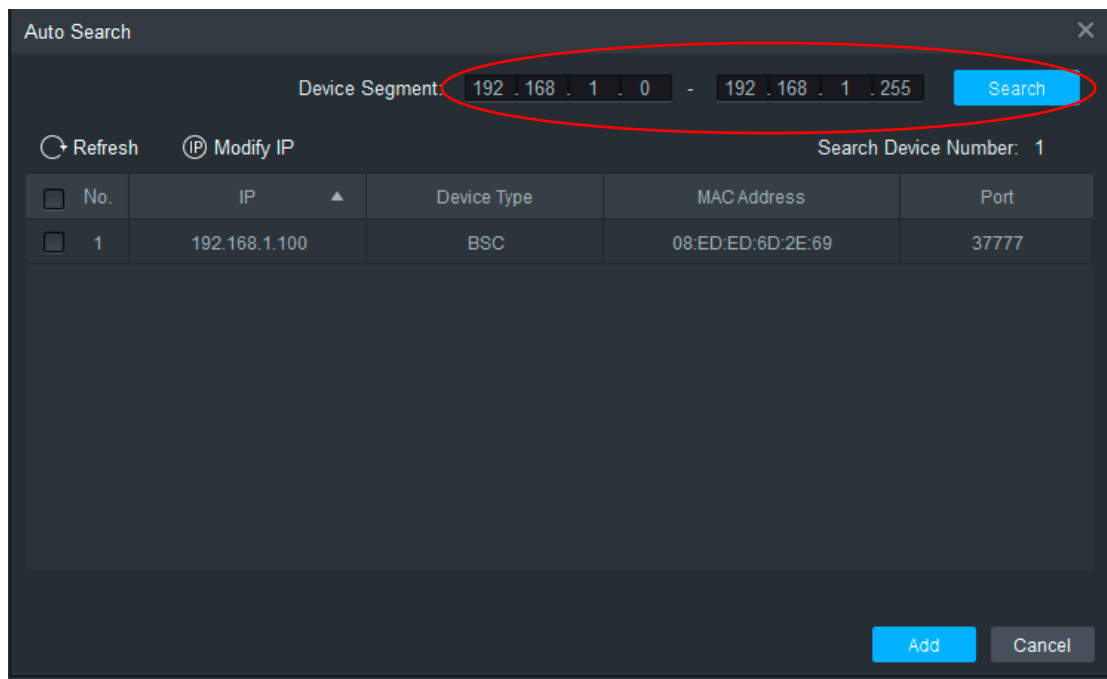 Auto Search
Device Segment: 192 . 168 . 1 . 0 - 192 . 168 . 1 . 255 Search
Refresh IP Modify IP Search Device Number: 1
No. IP Device Type MAC Address Port
1 192.168.1.100 BSC 08:ED:ED:6D:2E:69 37777
Add Cancel